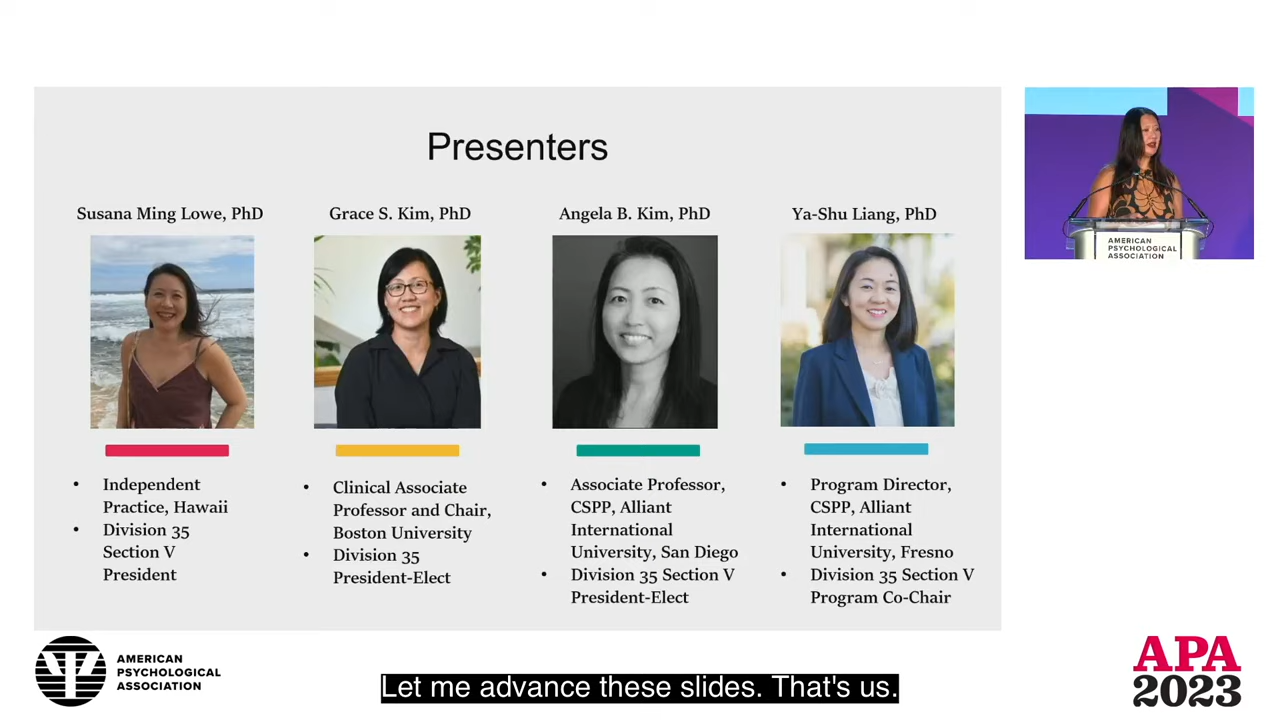 Presenters
Susana Ming Lowe, PhD
Grace S. Kim, PhD
Angela B. Kim, PhD
Ya-Shu Liang, PhD
• Independent
Practice, Hawaii
• Division 35
Section V
President
• Clinical Associate
Professor and Chair,
Boston University
• Division 35
President-Elect
• Associate Professor,
CSPP, Alliant
International
University, San Diego
• Division 35 Section V
President-Elect
• Program Director,
CSPP, Alliant
International
University, Fresno
• Division 35 Section V
Program Co-Chair
AMERICAN
PSYCHOLOGICAL
ASSOCIATION
AMERICAN
PSYCHOLOGICAL
ASSOCIATION
Let me advance these slides. That's us.
APA
2023